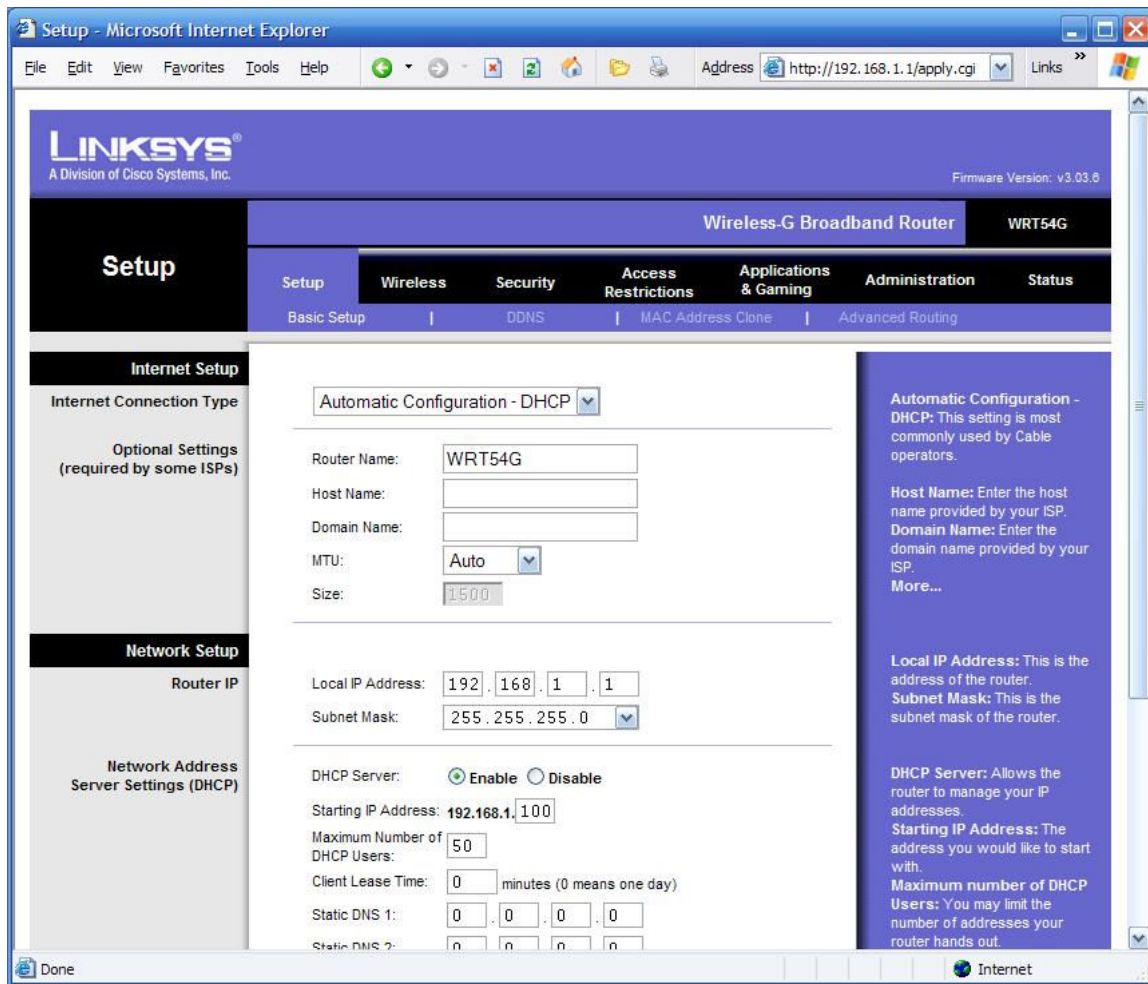 Setup - Microsoft Internet Explorer
File Edit View Favorites Tools Help Address http://192.168.1.1/apply.cgi Links »
LINKSYS®
A Division of Cisco Systems, Inc.
Firmware Version: v3.03.6
Wireless-G Broadband Router WRT54G
Setup
Setup Wireless Security Access Restrictions Applications & Gaming Administration Status
Basic Setup | DDNS | MAC Address Clone | Advanced Routing
Internet Setup
Internet Connection Type
Automatic Configuration - DHCP
Optional Settings
(required by some ISPs)
Router Name: WRT54G
Host Name:
Domain Name:
MTU: Auto
Size: 1500
Automatic Configuration -
DHCP: This setting is most
commonly used by Cable
operators.
Host Name: Enter the host
name provided by your ISP.
Domain Name: Enter the
domain name provided by your
ISP.
More...
Network Setup
Router IP
Local IP Address: 192 . 168 . 1 . 1
Subnet Mask: 255.255.255.0
Local IP Address: This is the
address of the router.
Subnet Mask: This is the
subnet mask of the router.
Network Address
Server Settings (DHCP)
DHCP Server: Enable Disable
Starting IP Address: 192.168.1. 100
Maximum Number of
DHCP Users: 50
Client Lease Time: 0 minutes (0 means one day)
Static DNS 1: 0 . 0 . 0 . 0
Static DNS 2: 0 . 0 . 0 . 0
DHCP Server: Allows the
router to manage your IP
addresses.
Starting IP Address: The
address you would like to start
with.
Maximum number of DHCP
Users: You may limit the
number of addresses your
router hands out.
Done Internet